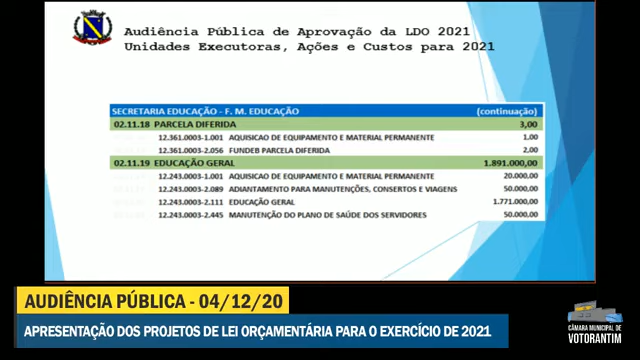 Audiência Pública de Aprovação da LDO 2021
Unidades Executoras, Ações e Custos para 2021
SECRETARIA EDUCAÇÃO - F. M. EDUCAÇÃO (continuação)
02.11.18 PARCELA DIFERIDA 3,00
12.361.0003-1.001 AQUISICAO DE EQUIPAMENTO E MATERIAL PERMANENTE 1,00
12.361.0003-2.056 FUNDEB PARCELA DIFERIDA 2,00
02.11.19 EDUCAÇÃO GERAL 1.891.000,00
12.243.0003-1.001 AQUISICAO DE EQUIPAMENTO E MATERIAL PERMANENTE 20.000,00
12.243.0003-2.089 ADIANTAMENTO PARA MANUTENÇÕES, CONSERTOS E VIAGENS 50.000,00
12.243.0003-2.111 EDUCAÇÃO GERAL 1.771.000,00
12.243.0003-2.445 MANUTENÇÃO DO PLANO DE SAÚDE DOS SERVIDORES 50.000,00
AUDIÊNCIA PÚBLICA - 04/12/20
APRESENTAÇÃO DOS PROJETOS DE LEI ORÇAMENTÁRIA PARA O EXERCÍCIO DE 2021
CÂMARA MUNICIPAL DE
VOTORANTIM